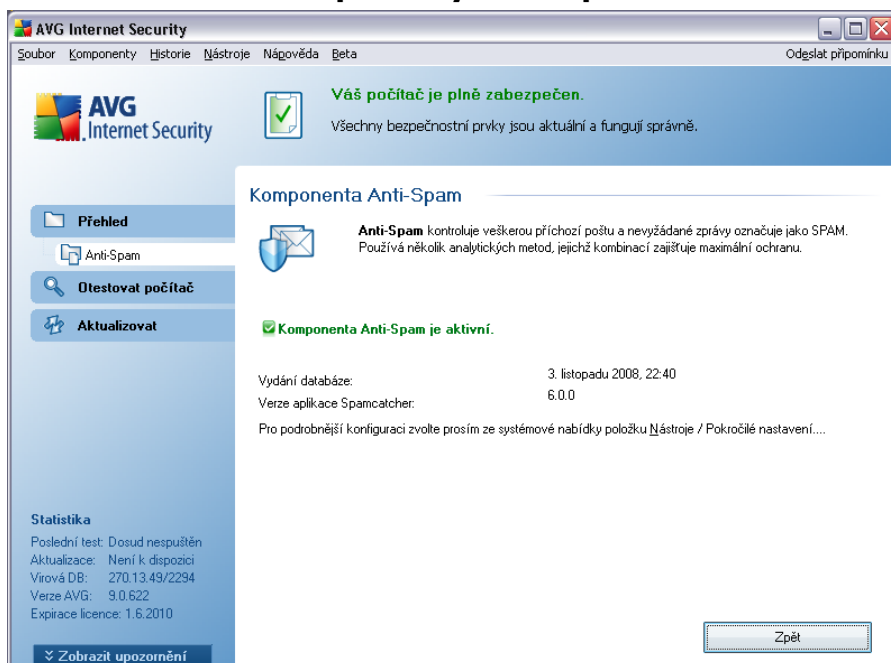 AVG Internet Security
Soubor Komponenty Historie Nástroje Nápověda Beta Odeslat připomínku
AVG
Internet Security
Váš počítač je plně zabezpečen.
Všechny bezpečnostní prvky jsou aktuální a fungují správně.
Komponenta Anti-Spam
Přehled
Anti-Spam
Otestovat počítač
Aktualizovat
Anti-Spam kontroluje veškerou příchozí poštu a nevyžádané zprávy označuje jako SPAM.
Používá několik analytických metod, jejichž kombinací zajišťuje maximální ochranu.
Komponenta Anti-Spam je aktivní.
Vydání databáze: 3. listopadu 2008, 22:40
Verze aplikace Spamcatcher: 6.0.0
Pro podrobnější konfiguraci zvolte prosím ze systémové nabídky položku Nástroje / Pokročilé nastavení....
Statistika
Poslední test: Dosud nespuštěn
Aktualizace: Není k dispozici
Virová DB: 270.13.49/2294
Verze AVG: 9.0.622
Expirace licence: 1.6.2010
Zobrazit upozornění
Zpět